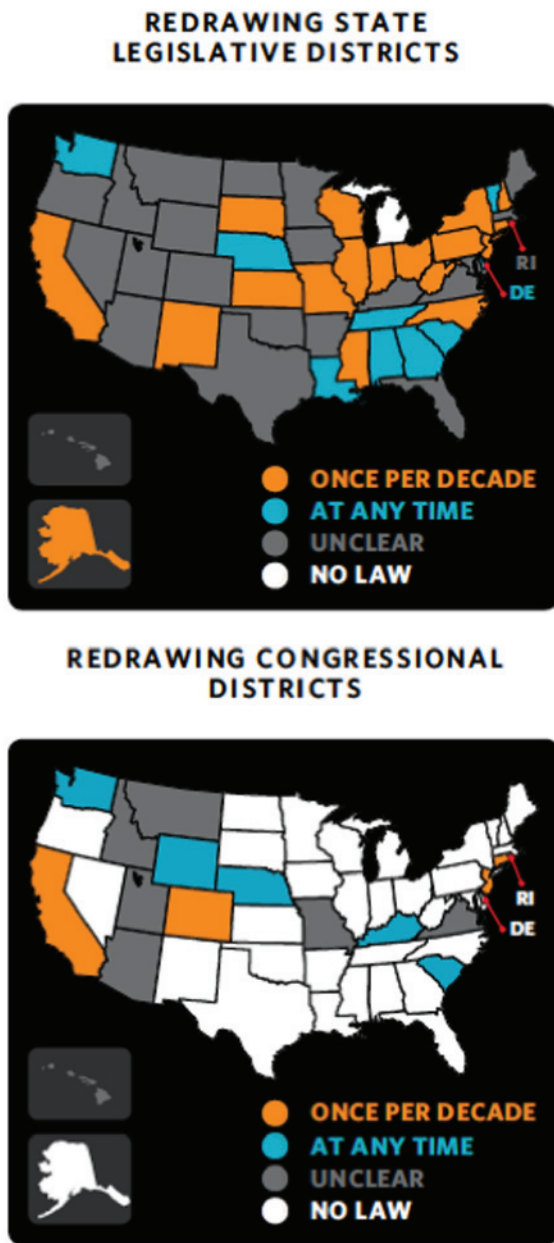 REDRAWING STATE
LEGISLATIVE DISTRICTS
RI
DE
ONCE PER DECADE
AT ANY TIME
UNCLEAR
NO LAW
REDRAWING CONGRESSIONAL
DISTRICTS
RI
DE
ONCE PER DECADE
AT ANY TIME
UNCLEAR
NO LAW